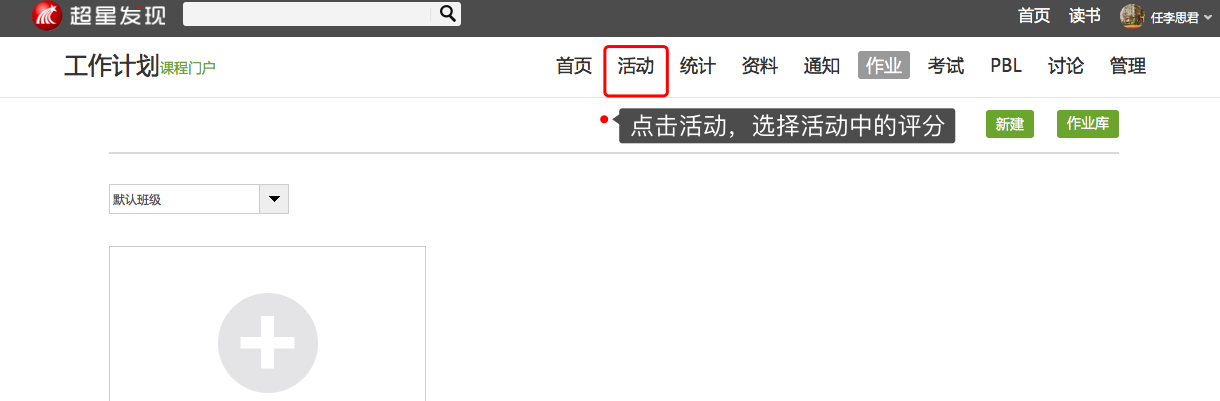 超星发现
首页 读书 任李思君
工作计划课程门户
首页 活动 统计 资料 通知 作业 考试 PBL 讨论 管理
点击活动，选择活动中的评分
新建 作业库
默认班级